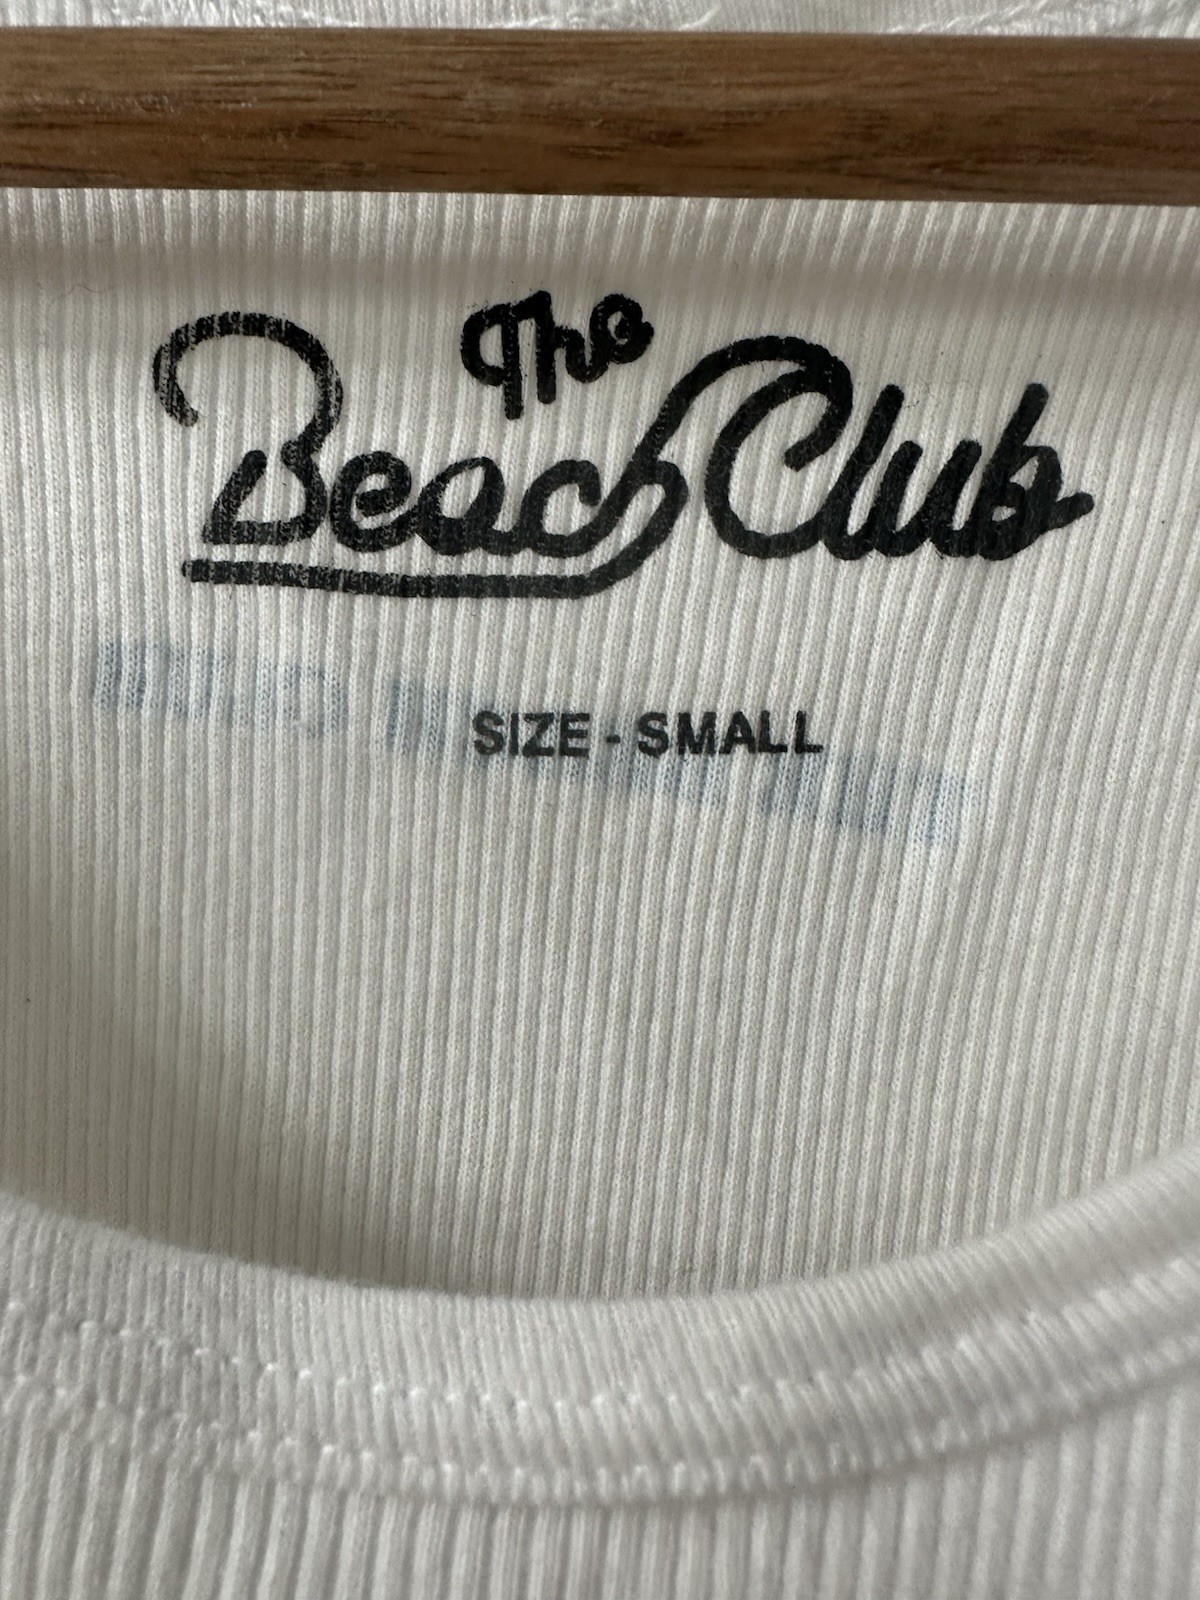 The
Beach Club
SIZE - SMALL